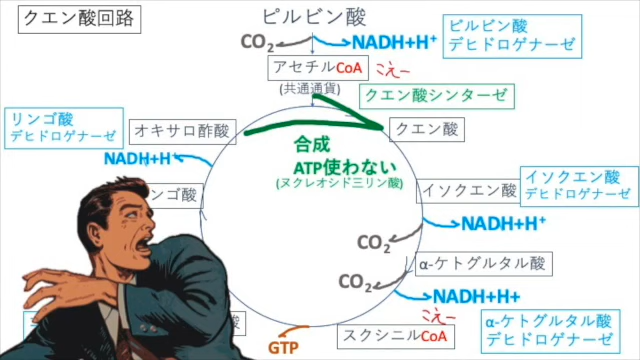 クエン酸回路
ピルビン酸
ピルビン酸
デヒドロゲナーゼ
CO2
NADH+H+
アセチルCoA
こえー
(共通通貨)
クエン酸シンターゼ
リンゴ酸
デヒドロゲナーゼ
オキサロ酢酸
クエン酸
合成
ATP使わない
(ヌクレオシド三リン酸)
NADH+H
ンゴ酸
イソクエン酸
イソクエン酸
デヒドロゲナーゼ
NADH+H+
CO2
α-ケトグルタル酸
CO2
NADH+H+
こえー
α-ケトグルタル酸
デヒドロゲナーゼ
スクシニルCoA
酸
GTP